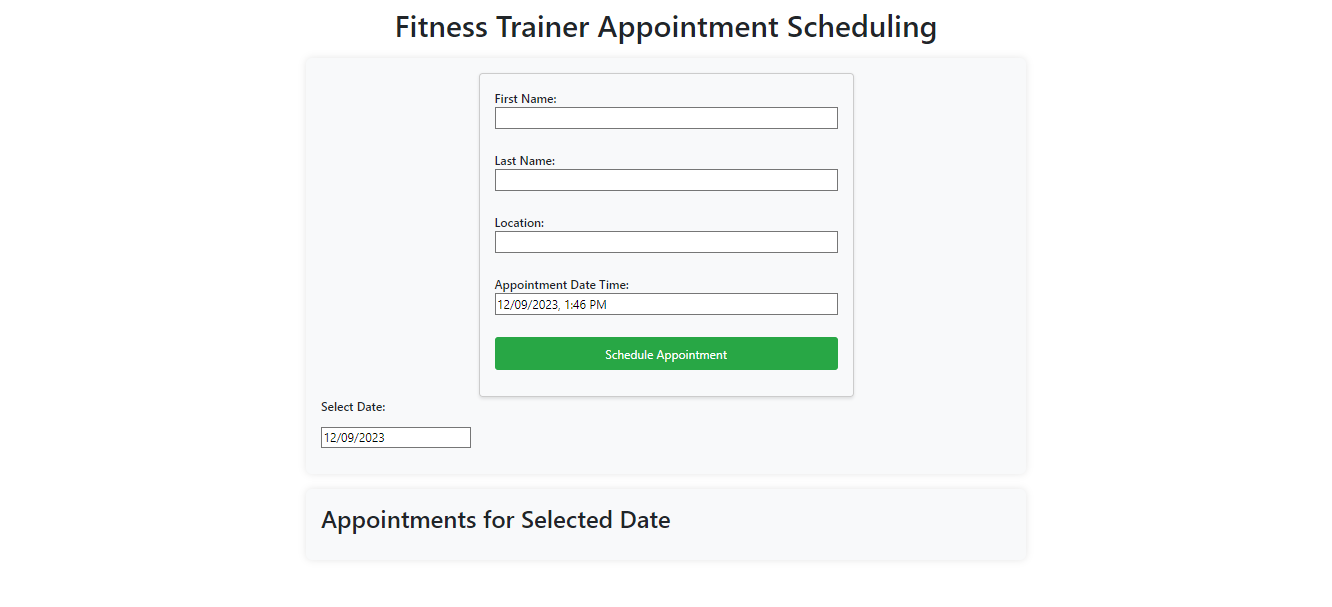 Fitness Trainer Appointment Scheduling
First Name:
Last Name:
Location:
Appointment Date Time:
12/09/2023, 1:46 PM
Schedule Appointment
Select Date:
12/09/2023
Appointments for Selected Date